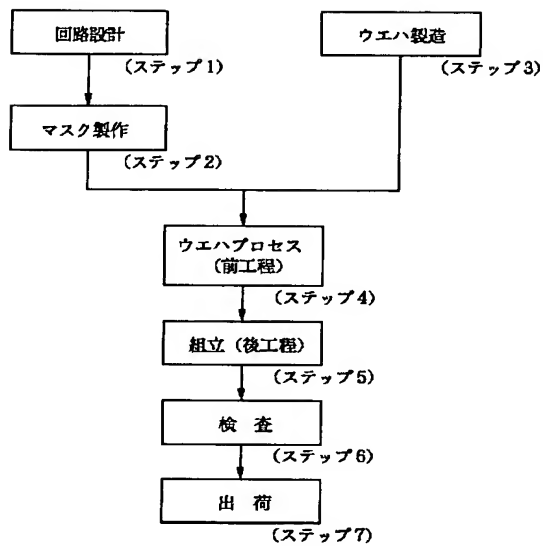 回路設計
(ステップ1)
ウエハ製造
(ステップ3)
マスク製作
(ステップ2)
ウエハプロセス
(前工程)
(ステップ4)
組立(後工程)
(ステップ5)
検 査
(ステップ6)
出 荷
(ステップ7)